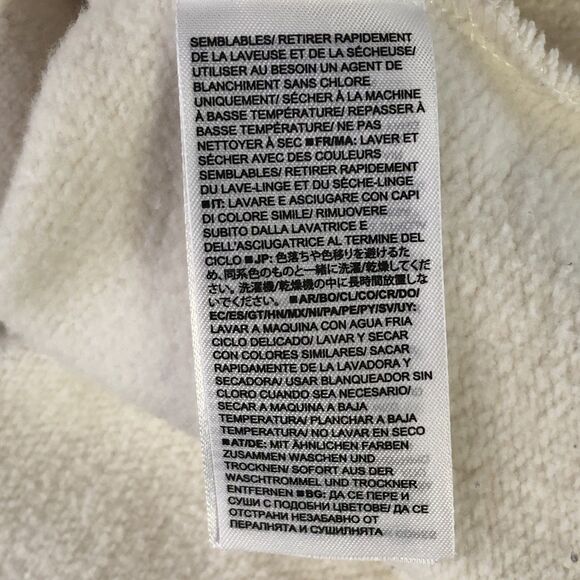 SEMBLABLES/ RETIRER RAPIDEMENT
DE LA LAVEUSE ET DE LA SÉCHEUSE/
UTILISER AU BESOIN UN AGENT DE
BLANCHIMENT SANS CHLORE
UNIQUEMENT/ SÉCHER À LA MACHINE
À BASSE TEMPÉRATURE/ REPASSER À
BASSE TEMPÉRATURE/ NE PAS
NETTOYER À SEC ■FR/MA: LAVER ET
SÉCHER AVEC DES COULEURS
SEMBLABLES/ RETIRER RAPIDEMENT
DU LAVE-LINGE ET DU SÈCHE-LINGE
■IT: LAVARE E ASCIUGARE CON CAPI
DI COLORE SIMILE/ RIMUOVERE
SUBITO DALLA LAVATRICE E
DELL'ASCIUGATRICE AL TERMINE DEL
CICLO ■JP: 色落ちや色移りを避けるた
め、同系色のものと一緒に洗濯/乾燥してくだ
さい。洗濯機/乾燥機の中に長時間放置しな
いでください。 ■AR/BO/CL/CO/CR/DO/
EC/ES/GT/HN/MX/NI/PA/PE/PY/SV/UY:
LAVAR A MAQUINA CON AGUA FRIA
CICLO DELICADO/ LAVAR Y SECAR
CON COLORES SIMILARES/ SACAR
RAPIDAMENTE DE LA LAVADORA Y
SECADORA/ USAR BLANQUEADOR SIN
CLORO CUANDO SEA NECESARIO/
SECAR A MAQUINA A BAJA
TEMPERATURA/ PLANCHAR A BAJA
TEMPERATURA/ NO LAVAR EN SECO
■AT/DE: MIT ÄHNLICHEN FARBEN
ZUSAMMEN WASCHEN UND
TROCKNEN/ SOFORT AUS DER
WASCHTROMMEL UND TROCKNER
ENTFERNEN ■BG: ДА СЕ ПЕРЕ И
СУШИ С ПОДОБНИ ЦВЕТОВЕ/ ДА СЕ
ОТСТРАНИ НЕЗАБАВНО ОТ
ПЕРАЛНЯТА И СУШИЛНЯТА